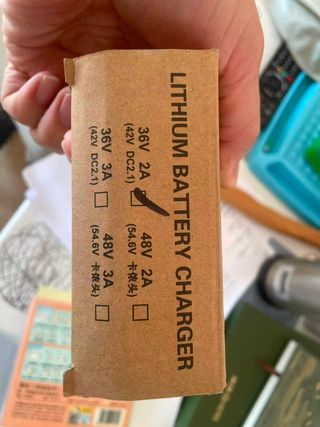 LITHIUM BATTERY CHARGER
36V 2A
(42V DC2.1)
48V 2A
(54.6V 卡侬头)
36V 3A
(42V DC2.1)
48V 3A
(54.6V 卡侬头)